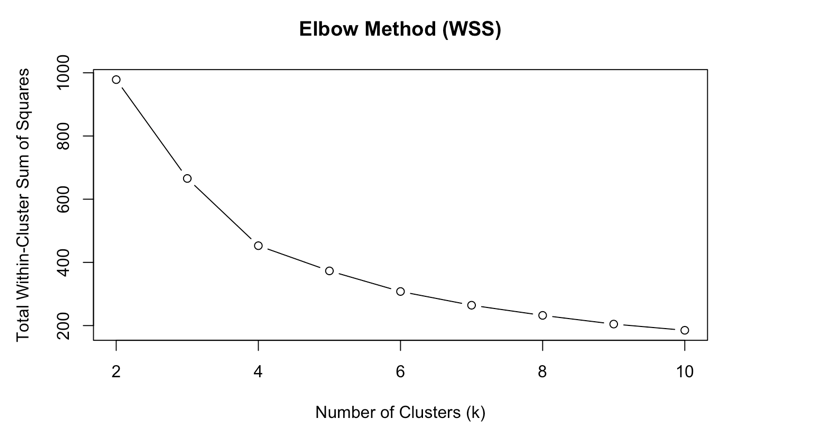 Elbow Method (WSS)
Total Within-Cluster Sum of Squares
1000
800
600
400
200
2 4 6 8 10
Number of Clusters (k)